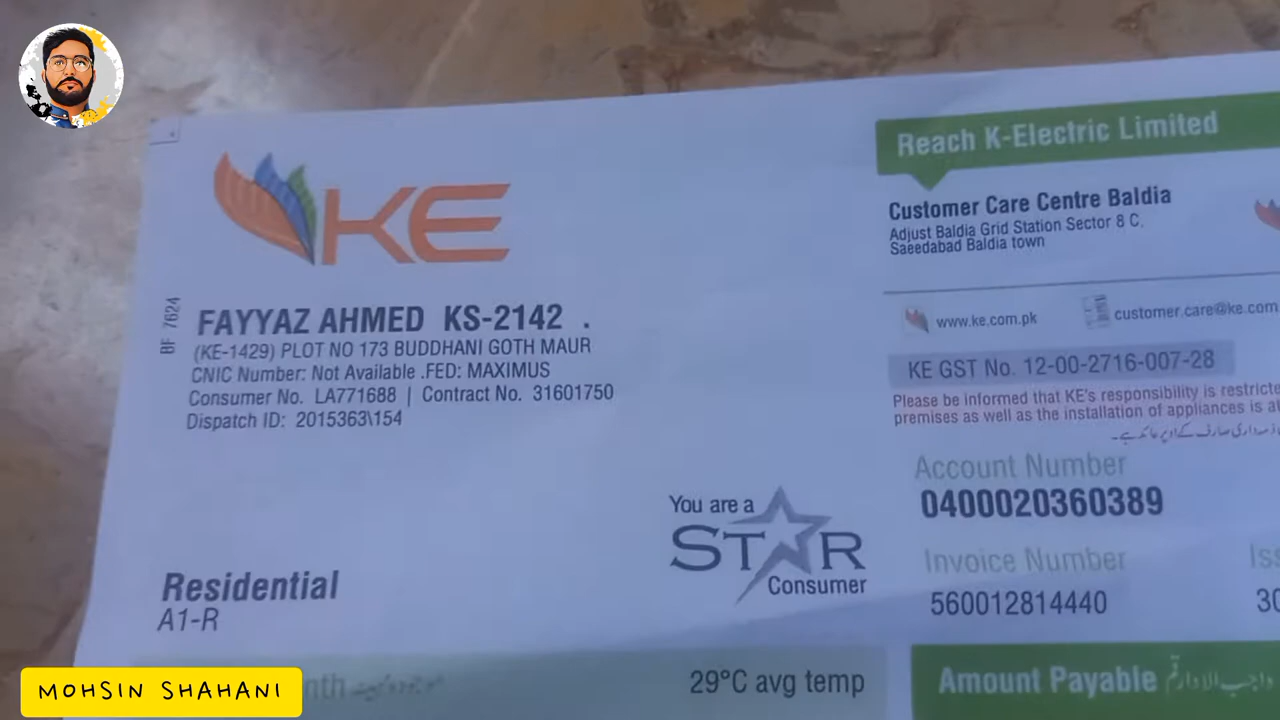 KE
BF 7624
FAYYAZ AHMED KS-2142 .
(KE-1429) PLOT NO 173 BUDDHANI GOTH MAUR
CNIC Number: Not Available .FED: MAXIMUS
Consumer No. LA771688 | Contract No. 31601750
Dispatch ID: 2015363\154
Residential
A1-R
You are a
STAR
Consumer
29°C avg temp
Reach K-Electric Limited
Customer Care Centre Baldia
Adjust Baldia Grid Station Sector 8 C,
Saeedabad Baldia town
www.ke.com.pk
customer.care@ke.com
KE GST No. 12-00-2716-007-28
Please be informed that KE's responsibility is
premises as well as the installation of appliances is
Account Number
0400020360389
Invoice Number
560012814440
Amount Payable واجب الادا رقم
MOHSIN SHAHANI